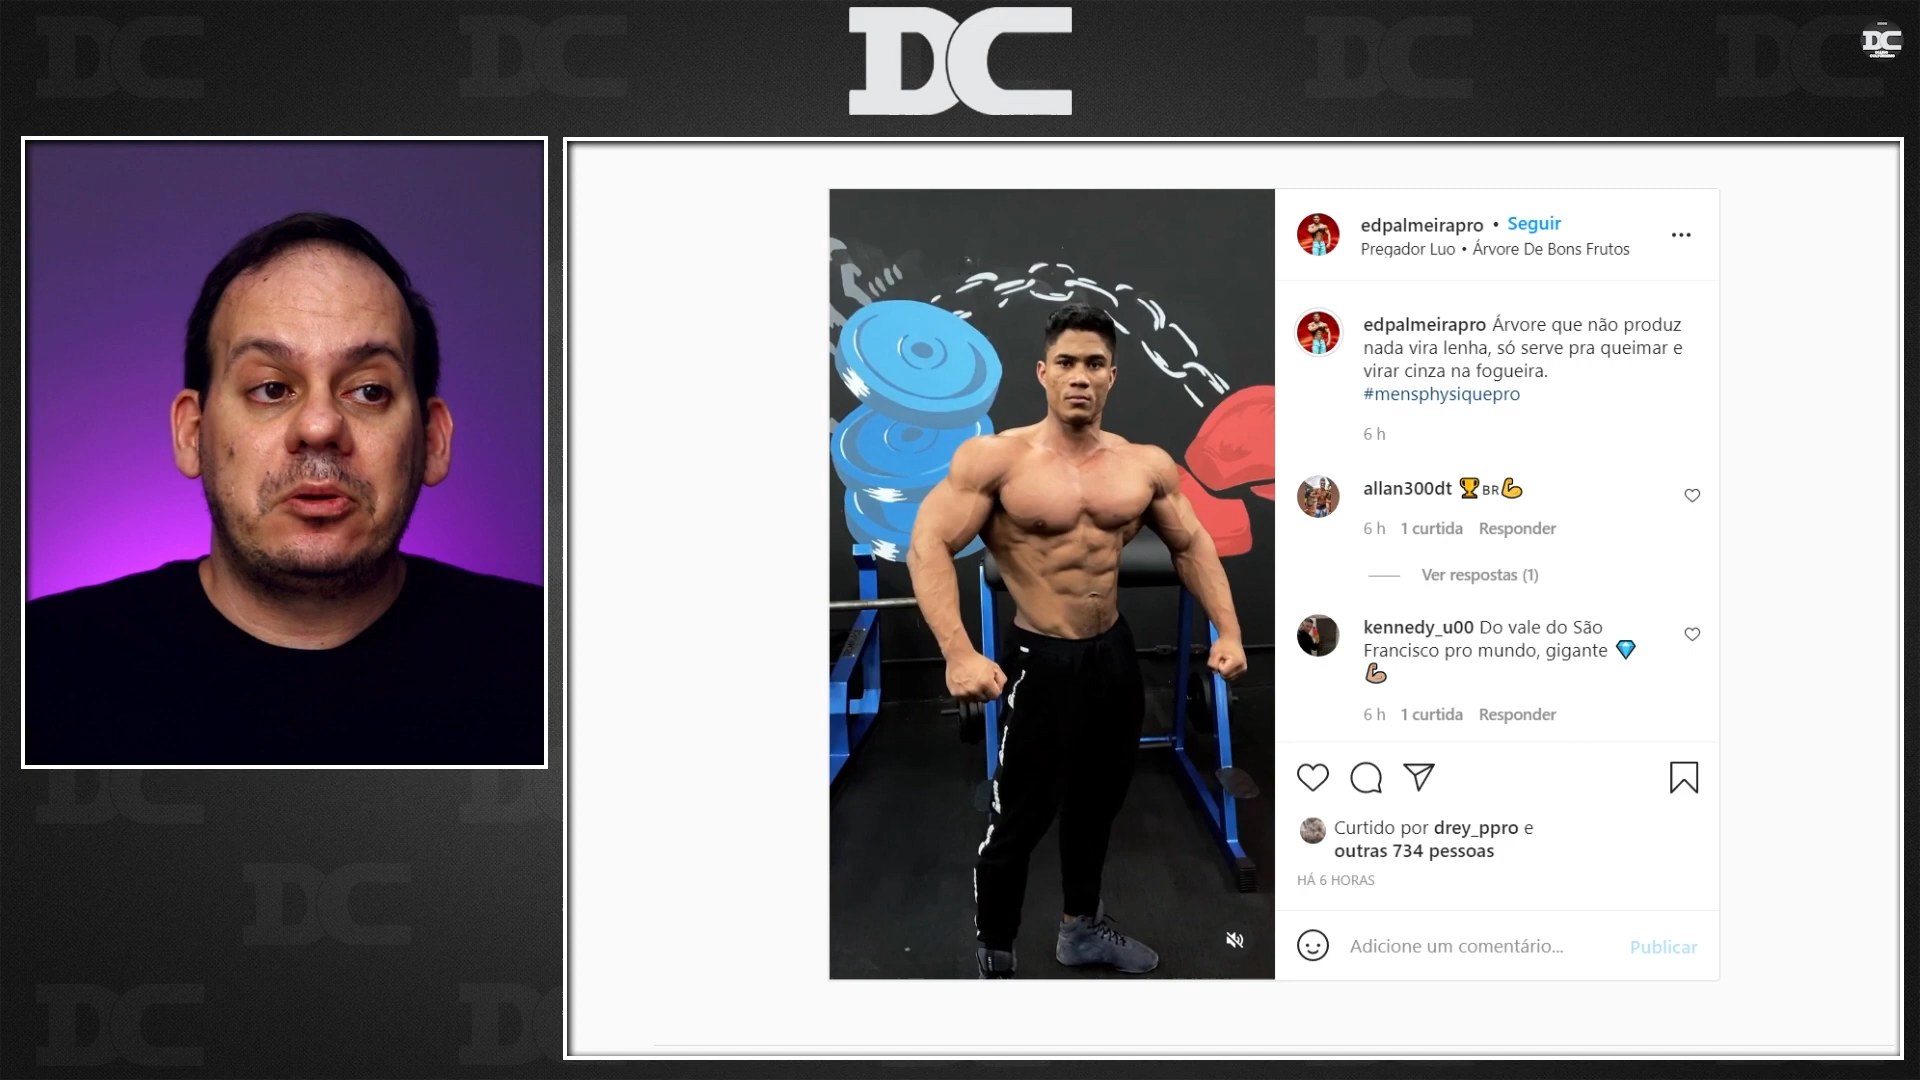 DC
DC
edpalmeirapro • Seguir
Pregador Luo • Árvore De Bons Frutos
edpalmeirapro Árvore que não produz
nada vira lenha, só serve pra queimar e
virar cinza na fogueira.
#mensphysiquepro
6 h
allan300dt 🏆BR💪
6 h 1 curtida Responder
Ver respostas (1)
kennedy_u00 Do vale do São
Francisco pro mundo, gigante 💎
💪🏽
6 h 1 curtida Responder
Curtido por drey_ppro e
outras 734 pessoas
HÁ 6 HORAS
Adicione um comentário... Publicar